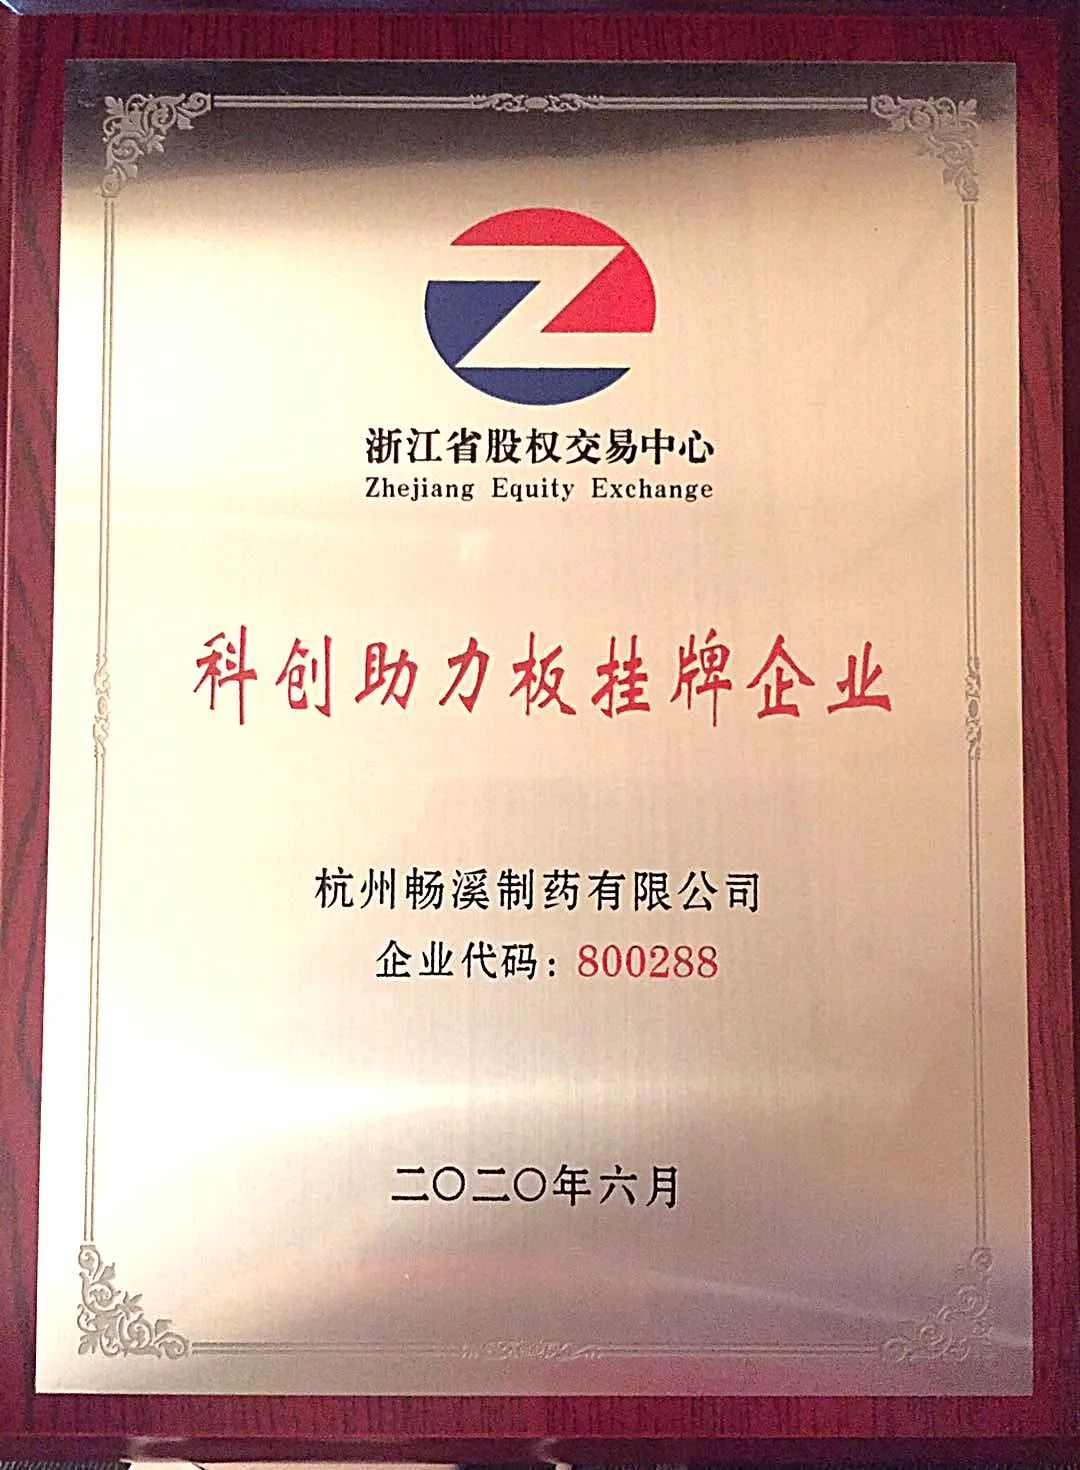 浙江省股权交易中心
Zhejiang Equity Exchange
科创助力板挂牌企业
杭州畅溪制药有限公司
企业代码：800288
二〇二〇年六月